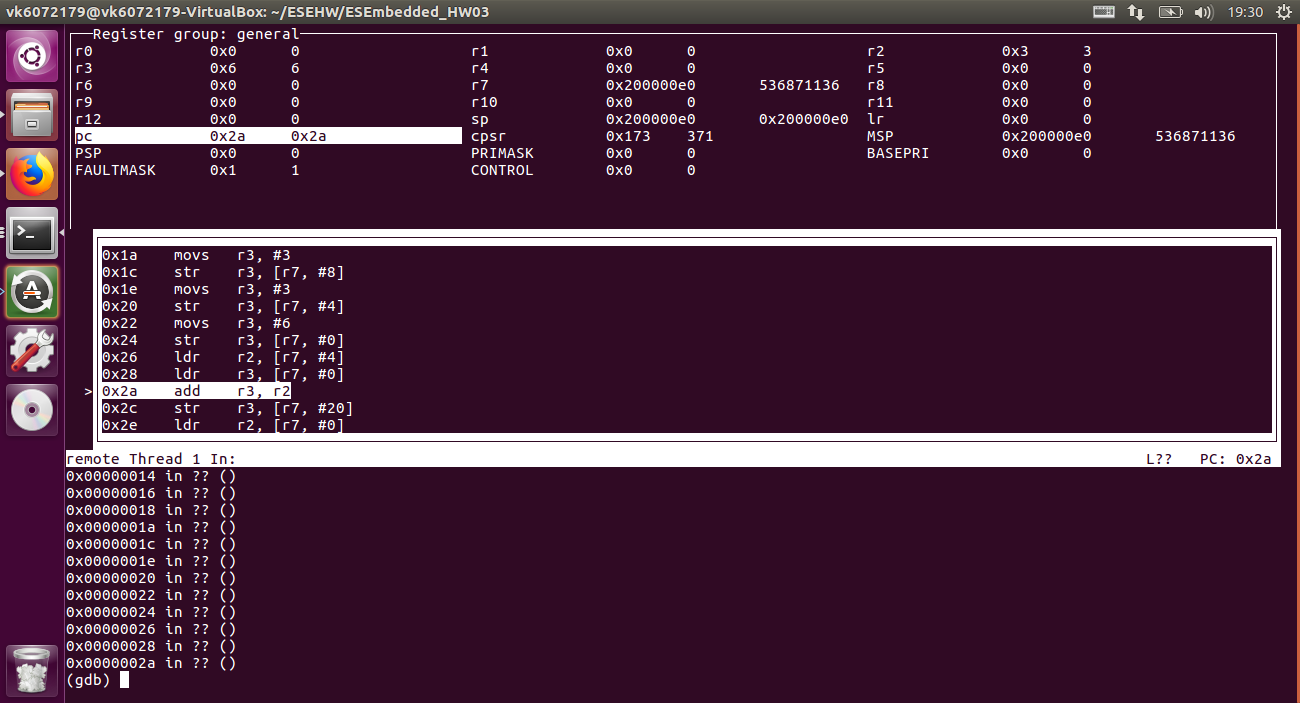 vk6072179@vk6072179-VirtualBox: ~/ESEHW/ESEmbedded_HW03 19:30
Register group: general
r0 0x0 0 r1 0x0 0 r2 0x3 3
r3 0x6 6 r4 0x0 0 r5 0x0 0
r6 0x0 0 r7 0x200000e0 536871136 r8 0x0 0
r9 0x0 0 r10 0x0 0 r11 0x0 0
r12 0x0 0 sp 0x200000e0 0x200000e0 lr 0x0 0
pc 0x2a 0x2a cpsr 0x173 371 MSP 0x200000e0 536871136
PSP 0x0 0 PRIMASK 0x0 0 BASEPRI 0x0 0
FAULTMASK 0x1 1 CONTROL 0x0 0
0x1a movs r3, #3
0x1c str r3, [r7, #8]
0x1e movs r3, #3
0x20 str r3, [r7, #4]
0x22 movs r3, #6
0x24 str r3, [r7, #0]
0x26 ldr r2, [r7, #4]
0x28 ldr r3, [r7, #0]
>0x2a add r3, r2
0x2c str r3, [r7, #20]
0x2e ldr r2, [r7, #0]
remote Thread 1 In: L?? PC: 0x2a
0x00000014 in ?? ()
0x00000016 in ?? ()
0x00000018 in ?? ()
0x0000001a in ?? ()
0x0000001c in ?? ()
0x0000001e in ?? ()
0x00000020 in ?? ()
0x00000022 in ?? ()
0x00000024 in ?? ()
0x00000026 in ?? ()
0x00000028 in ?? ()
0x0000002a in ?? ()
(gdb)